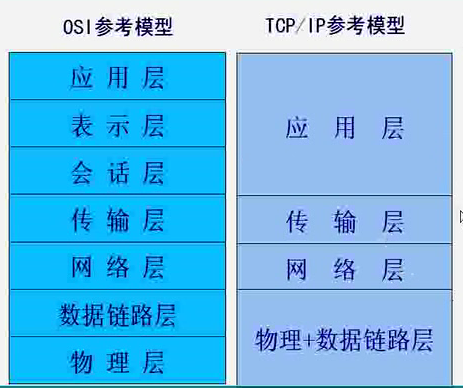 OSI参考模型
TCP/IP参考模型
应用层
表示层
会话层
传输层
网络层
数据链路层
物理层
应用层
传输层
网络层
物理+数据链路层